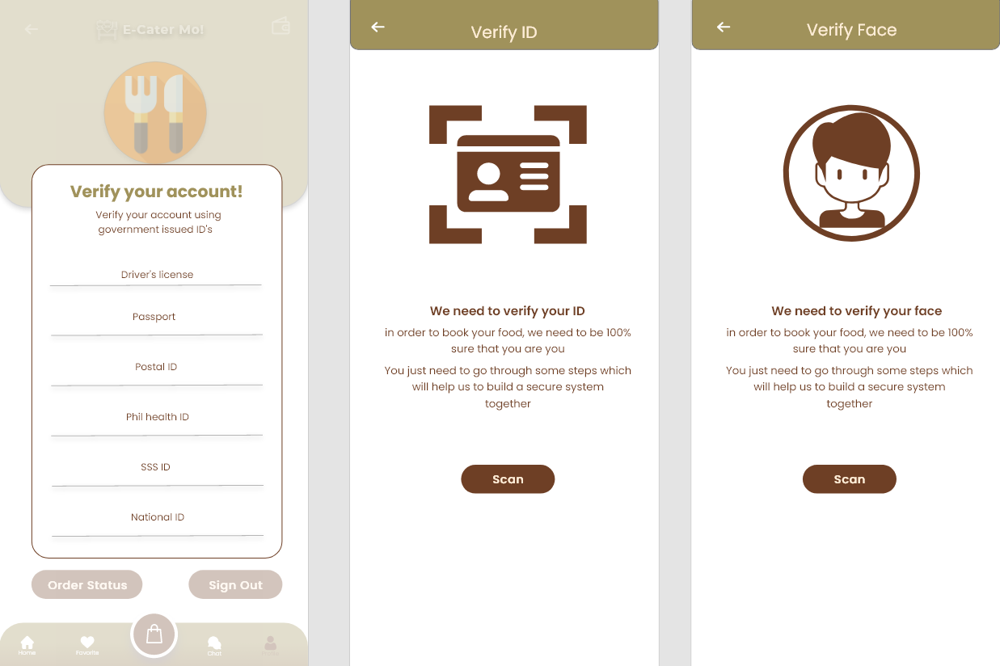 E-Cater Mo!
Verify your account!
Verify your account using
government issued ID's
Driver's license
Passport
Postal ID
Phil health ID
SSS ID
National ID
Order Status
Sign Out
Home
Favorite
Chat
Verify ID
We need to verify your ID
in order to book your food, we need to be 100%
sure that you are you
You just need to go through some steps which
will help us to build a secure system
together
Scan
Verify Face
We need to verify your face
in order to book your food, we need to be 100%
sure that you are you
You just need to go through some steps which
will help us to build a secure system
together
Scan